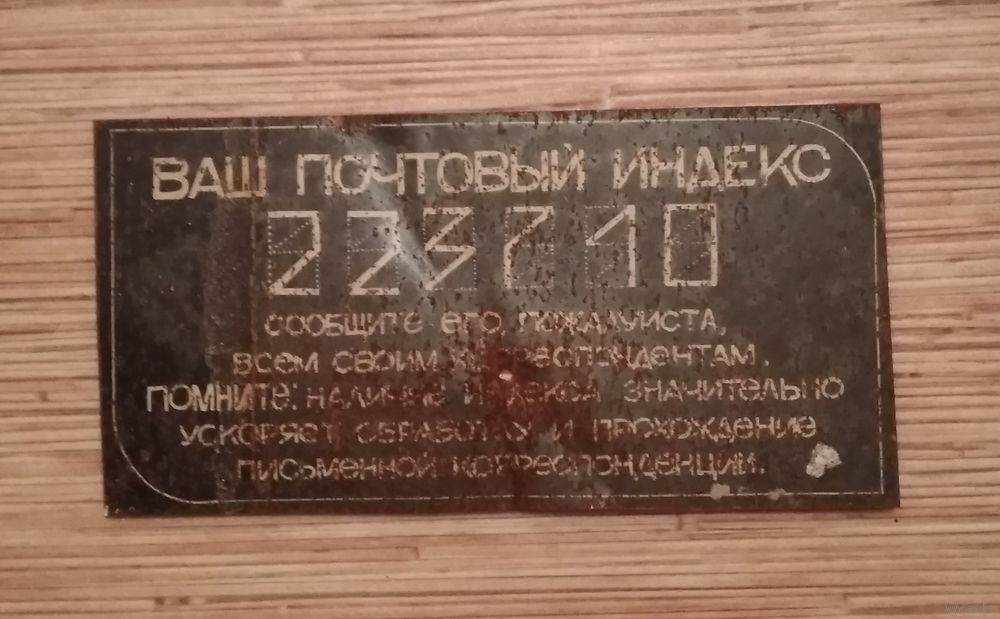 ВАШ ПОЧТОВЫЙ ИНДЕКС
223710
СООБЩИТЕ ЕГО, ПОЖАЛУЙСТА,
ВСЕМ СВОИМ КОРРЕСПОНДЕНТАМ.
ПОМНИТЕ: НАЛИЧИЕ ИНДЕКСА ЗНАЧИТЕЛЬНО
УСКОРЯЕТ ОБРАБОТКУ И ПРОХОЖДЕНИЕ
ПИСЬМЕННОЙ КОРРЕСПОНДЕНЦИИ.